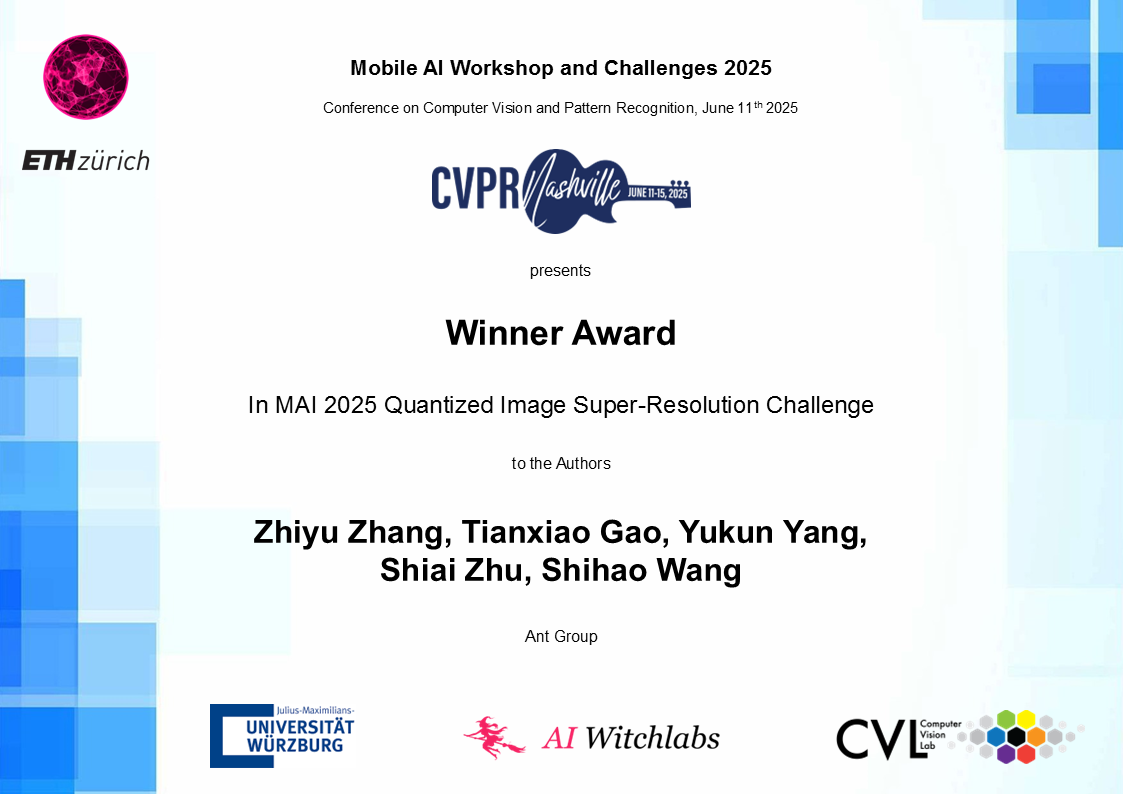 Mobile AI Workshop and Challenges 2025
Conference on Computer Vision and Pattern Recognition, June 11th 2025
ETH zürich
CVPR Nashville JUNE 11-15, 2025
presents
Winner Award
In MAI 2025 Quantized Image Super-Resolution Challenge
to the Authors
Zhiyu Zhang, Tianxiao Gao, Yukun Yang,
Shiai Zhu, Shihao Wang
Ant Group
Julius-Maximilians-
UNIVERSITÄT
WÜRZBURG
AI Witchlabs
CVL
Computer
Vision
Lab